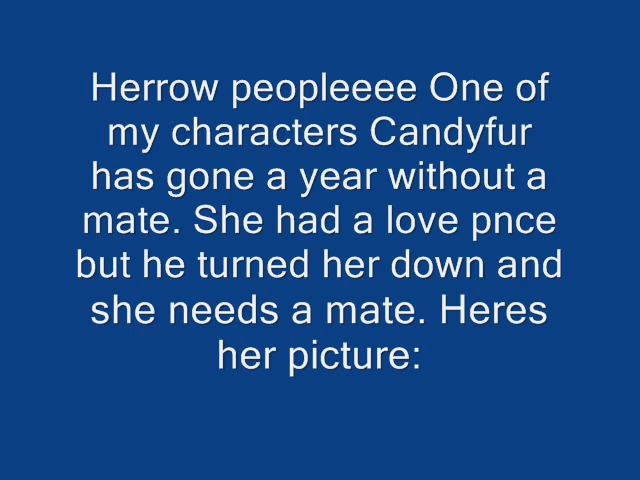 Herrow peopleeee One of
my characters Candyfur
has gone a year without a
mate. She had a love pnce
but he turned her down and
she needs a mate. Heres
her picture: